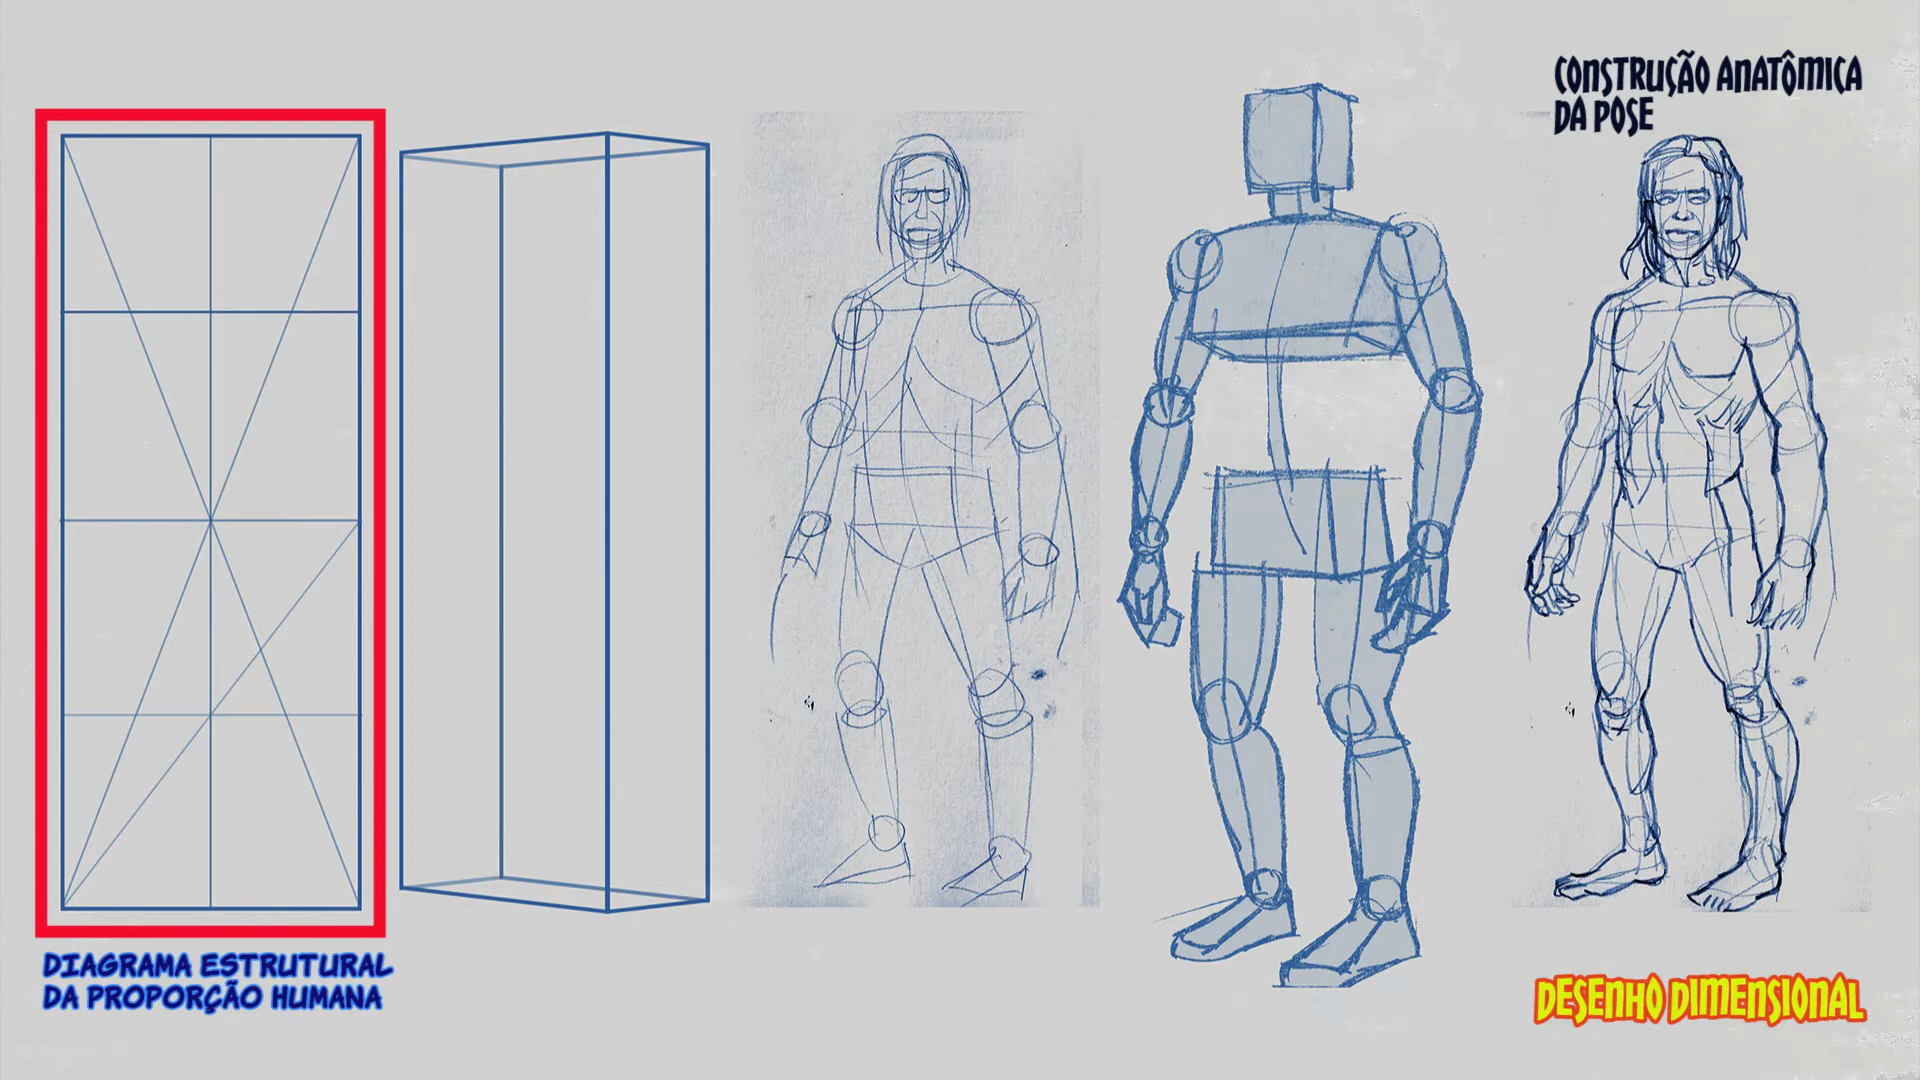 CONSTRUÇÃO ANATÔMICA
DA POSE
DIAGRAMA ESTRUTURAL
DA PROPORÇÃO HUMANA
DESENHO DIMENSIONAL